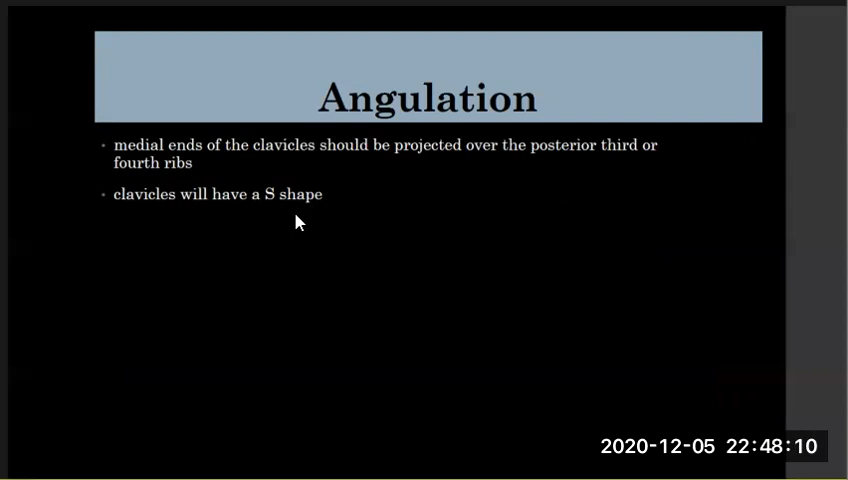 Angulation
• medial ends of the clavicles should be projected over the posterior third or
fourth ribs
• clavicles will have a S shape
2020-12-05 22:48:10